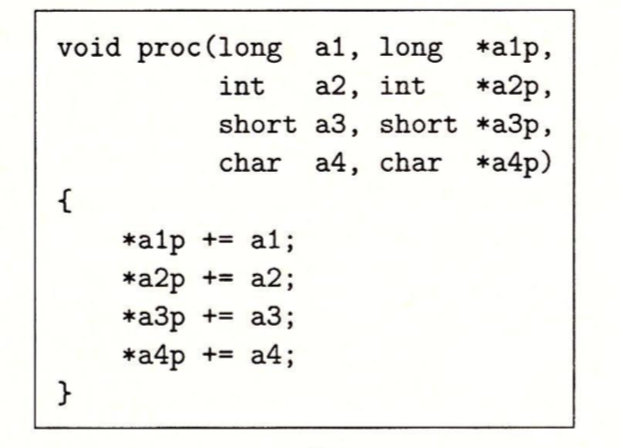 void proc(long  a1, long  *a1p,
          int   a2, int   *a2p,
          short a3, short *a3p,
          char  a4, char  *a4p)
{
    *a1p += a1;
    *a2p += a2;
    *a3p += a3;
    *a4p += a4;
}